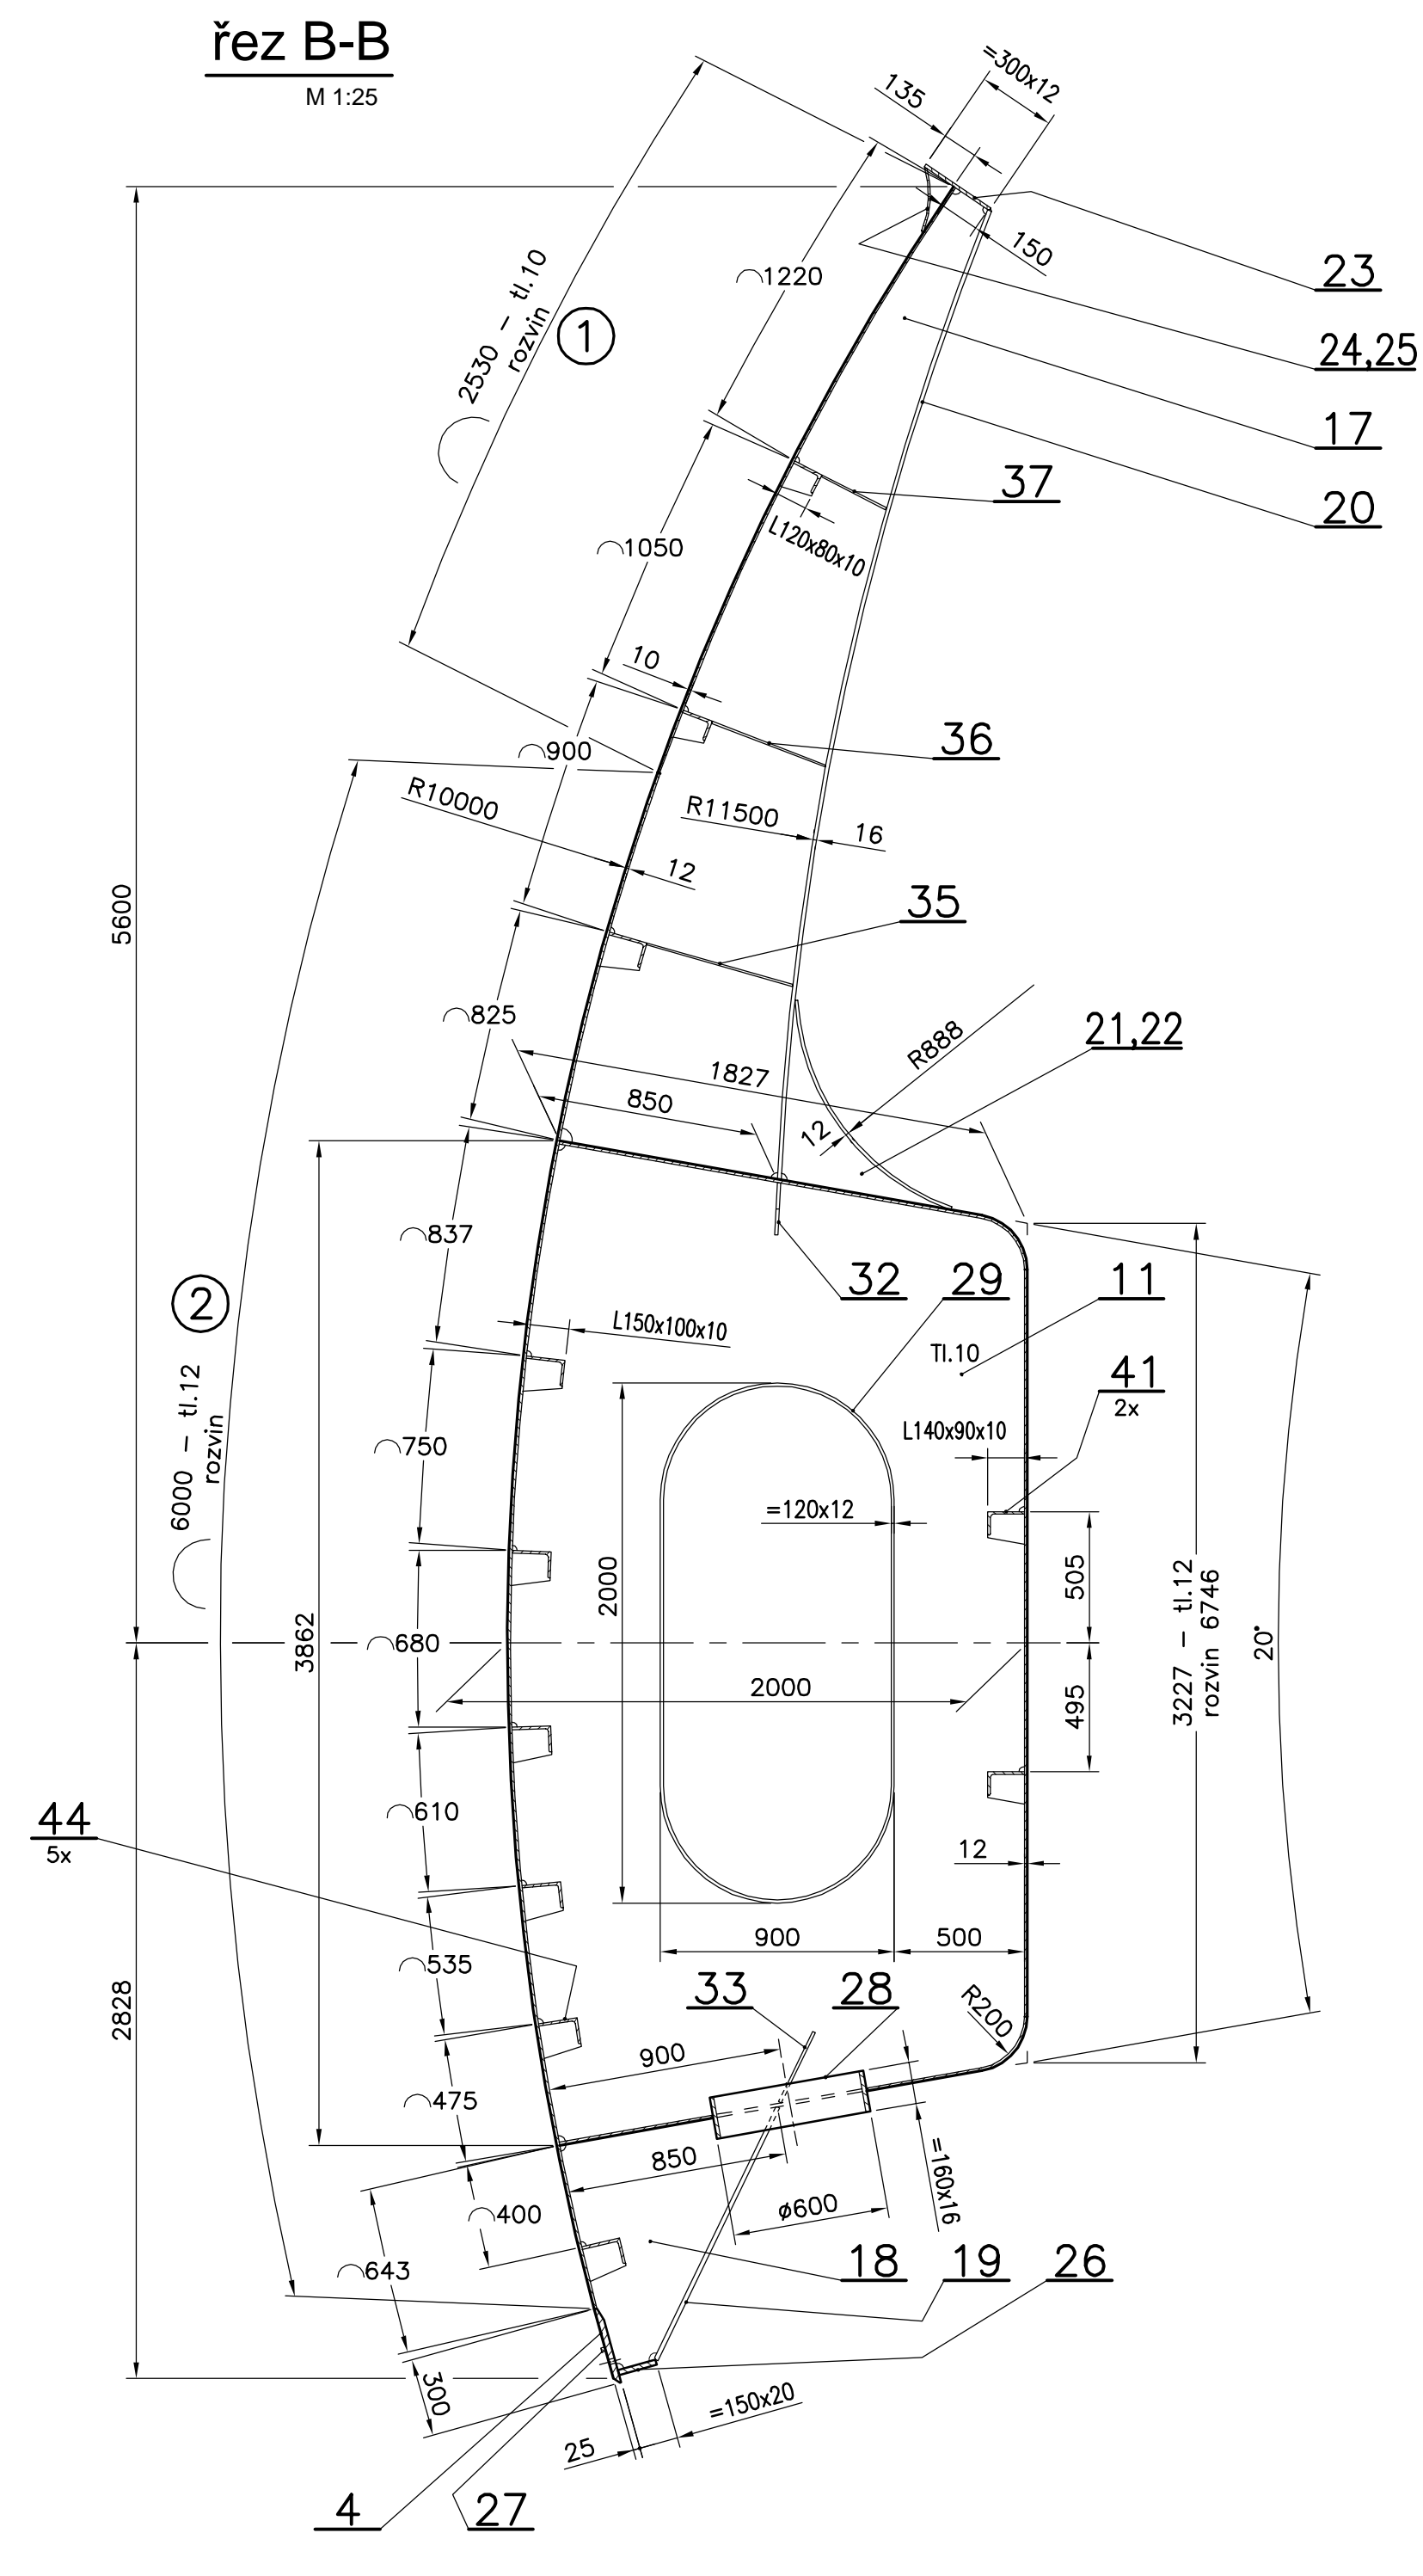 řez B-B
M 1:25
=300x12
135
150
23
24,25
17
20
1220
2530 – tl.10
rozvin
1
37
L120x80x10
1050
10
36
900
R10000
R11500
16
12
35
5600
825
R888
21,22
1827
850
12
837
32
29
11
2
L150x100x10
Tl.10
41
2x
6000 – tl.12
rozvin
750
L140x90x10
=120x12
2000
505
3862
680
3227 – tl.12
rozvin 6746
20°
2000
495
44
5x
610
12
900
500
535
33
28
R200
2828
900
475
850
=160x16
ø600
400
643
18
19
26
300
=150x20
25
4
27